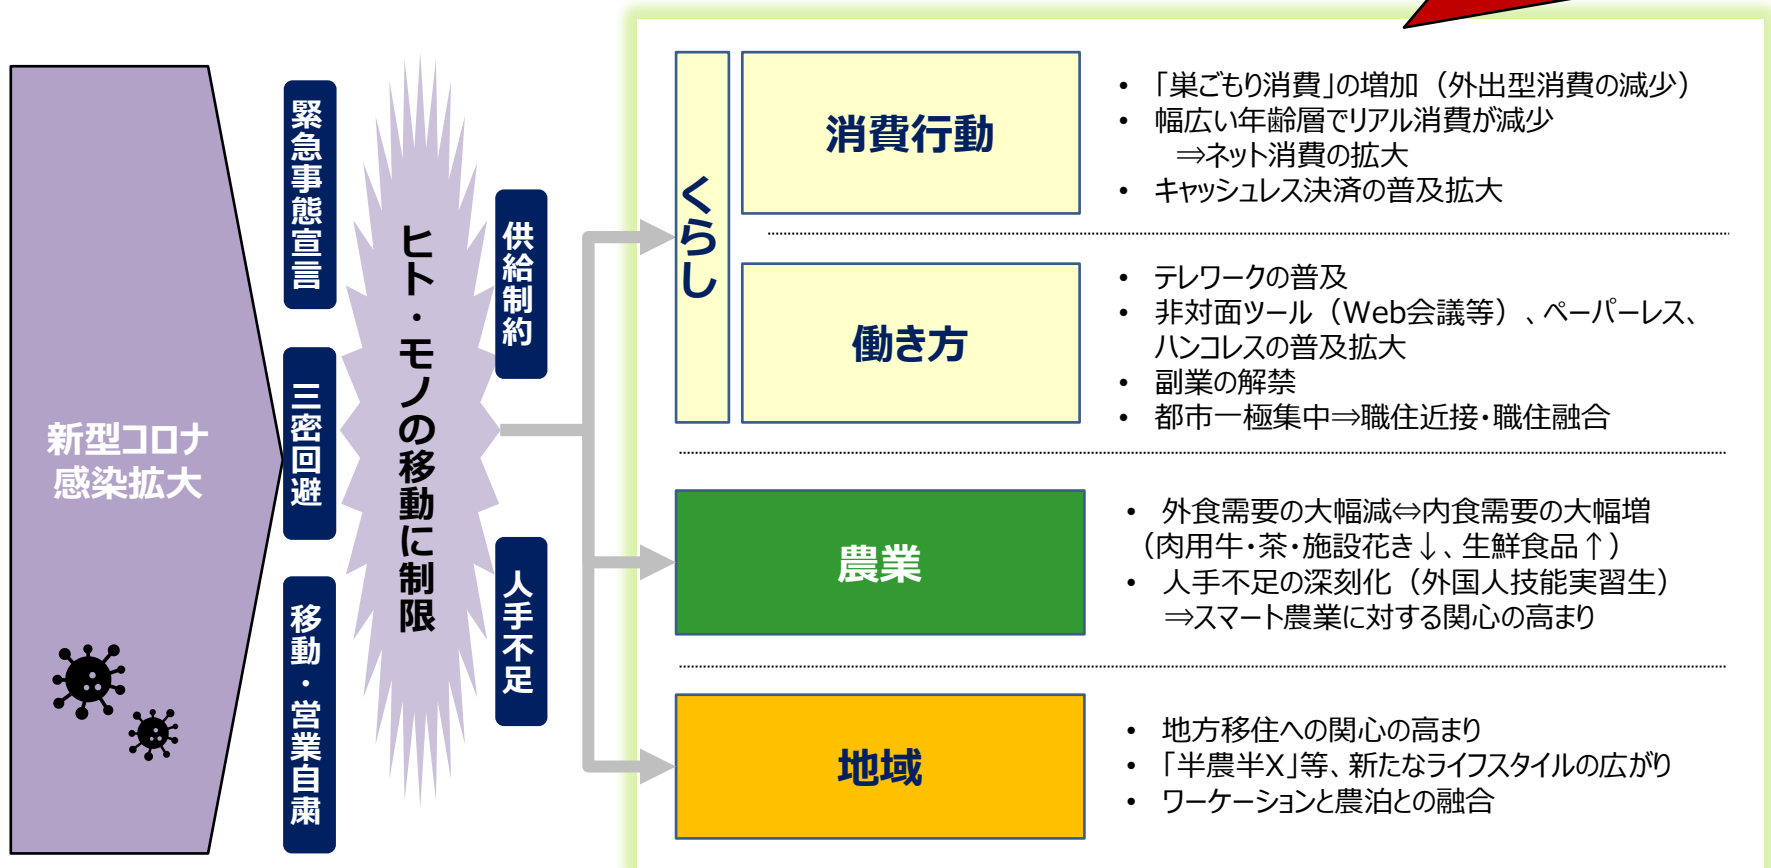 新型コロナ
感染拡大
緊急事態宣言
三密回避
移動・営業自粛
ヒト・モノの移動に制限
供給制約
人手不足
くらし
消費行動
• 「巣ごもり消費」の増加（外出型消費の減少）
• 幅広い年齢層でリアル消費が減少
⇒ネット消費の拡大
• キャッシュレス決済の普及拡大
働き方
• テレワークの普及
• 非対面ツール（Web会議等）、ペーパーレス、
ハンコレスの普及拡大
• 副業の解禁
• 都市一極集中⇒職住近接・職住融合
農業
• 外食需要の大幅減⇔内食需要の大幅増
（肉用牛・茶・施設花き↓、生鮮食品↑）
• 人手不足の深刻化（外国人技能実習生）
⇒スマート農業に対する関心の高まり
地域
• 地方移住への関心の高まり
• 「半農半X」等、新たなライフスタイルの広がり
• ワーケーションと農泊との融合